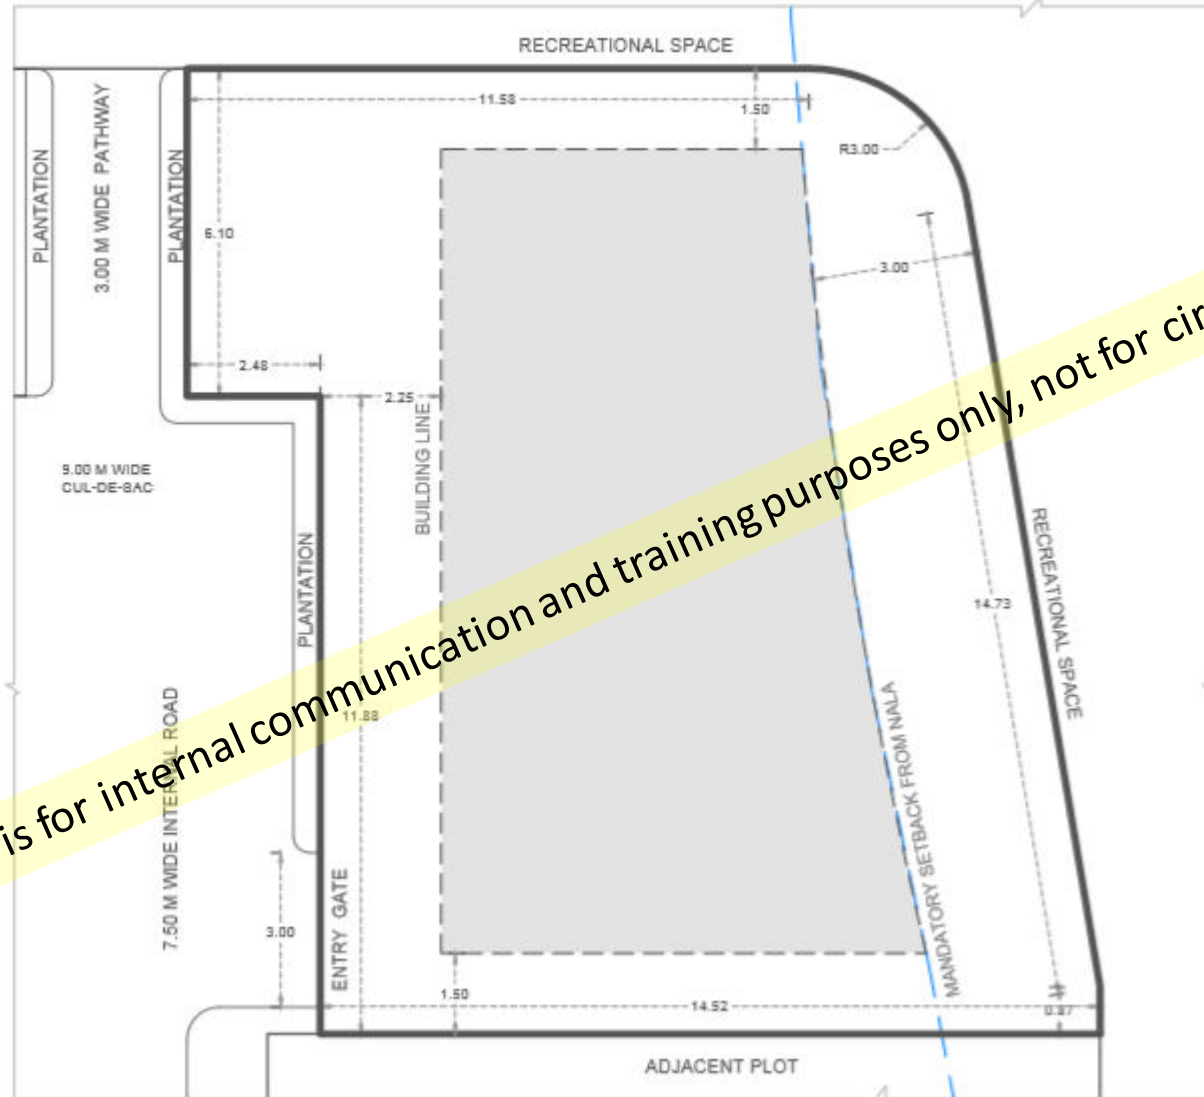 RECREATIONAL SPACE
11.58
1.50
R3.00
PLANTATION
3.00 M WIDE PATHWAY
PLANTATION
6.10
3.00
2.48
2.25
BUILDING LINE
9.00 M WIDE
CUL-DE-SAC
is for internal communication and training purposes only, not for cir
PLANTATION
RECREATIONAL SPACE
14.73
11.88
7.50 M WIDE INTERNAL ROAD
MANDATORY SETBACK FROM NALA
ENTRY GATE
3.00
1.50
14.52
0.87
ADJACENT PLOT